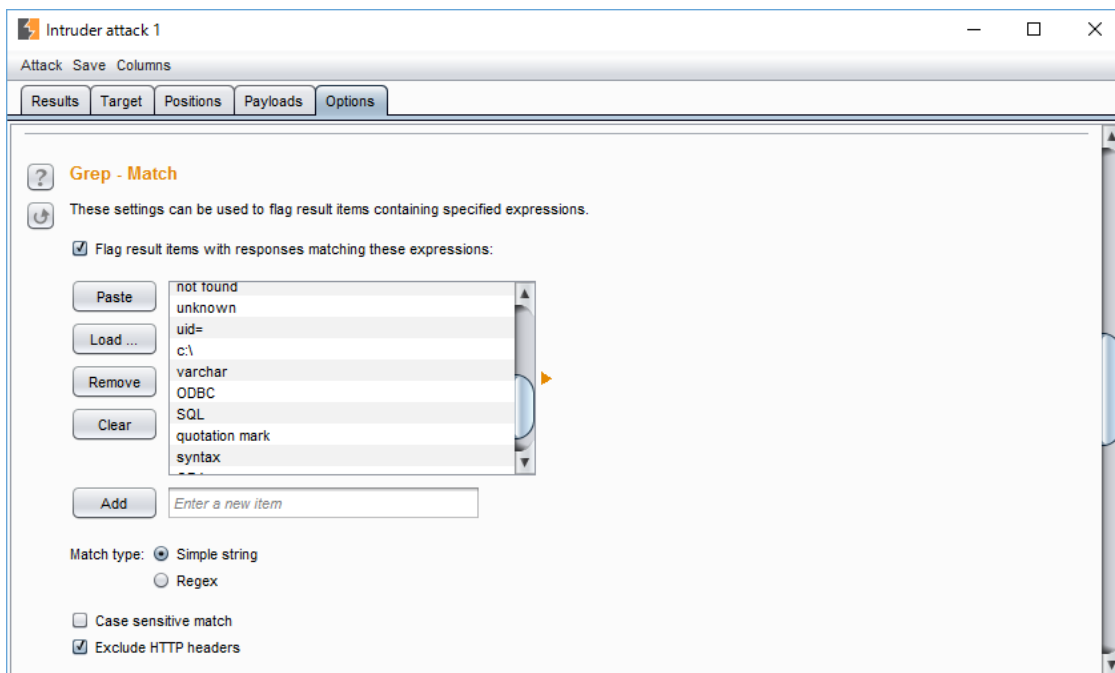 Intruder attack 1
Attack Save Columns
Results Target Positions Payloads Options
?
Grep - Match
These settings can be used to flag result items containing specified expressions.
Flag result items with responses matching these expressions:
Paste
Load ...
Remove
Clear
not found
unknown
uid=
c:\
varchar
ODBC
SQL
quotation mark
syntax
Add
Enter a new item
Match type: Simple string
Regex
Case sensitive match
Exclude HTTP headers